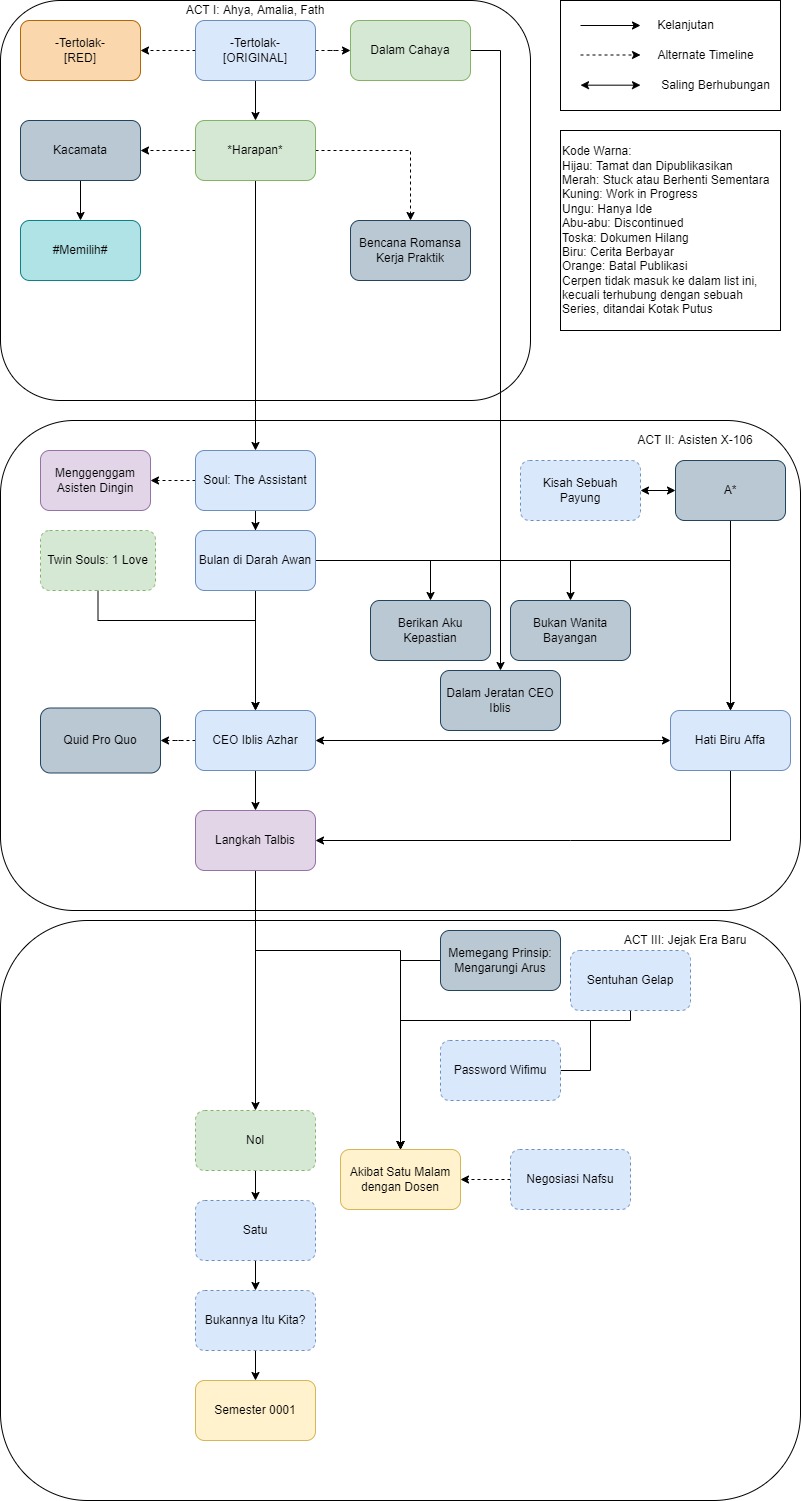 ACT I: Ahya, Amalia, Fath
-Tertolak-
[RED]
-Tertolak-
[ORIGINAL]
Dalam Cahaya
Kacamata
*Harapan*
#Memilih#
Bencana Romansa
Kerja Praktik
Kelanjutan
Alternate Timeline
Saling Berhubungan
Kode Warna:
Hijau: Tamat dan Dipublikasikan
Merah: Stuck atau Berhenti Sementara
Kuning: Work in Progress
Ungu: Hanya Ide
Abu-abu: Discontinued
Toska: Dokumen Hilang
Biru: Cerita Berbayar
Orange: Batal Publikasi
Cerpen tidak masuk ke dalam list ini,
kecuali terhubung dengan sebuah
Series, ditandai Kotak Putus
ACT II: Asisten X-106
Menggenggam
Asisten Dingin
Soul: The Assistant
Kisah Sebuah
Payung
A*
Twin Souls: 1 Love
Bulan di Darah Awan
Berikan Aku
Kepastian
Bukan Wanita
Bayangan
Dalam Jeratan CEO
Iblis
Quid Pro Quo
CEO Iblis Azhar
Hati Biru Affa
Langkah Talbis
ACT III: Jejak Era Baru
Memegang Prinsip:
Mengarungi Arus
Sentuhan Gelap
Password Wifimu
Nol
Akibat Satu Malam
dengan Dosen
Negosiasi Nafsu
Satu
Bukannya Itu Kita?
Semester 0001